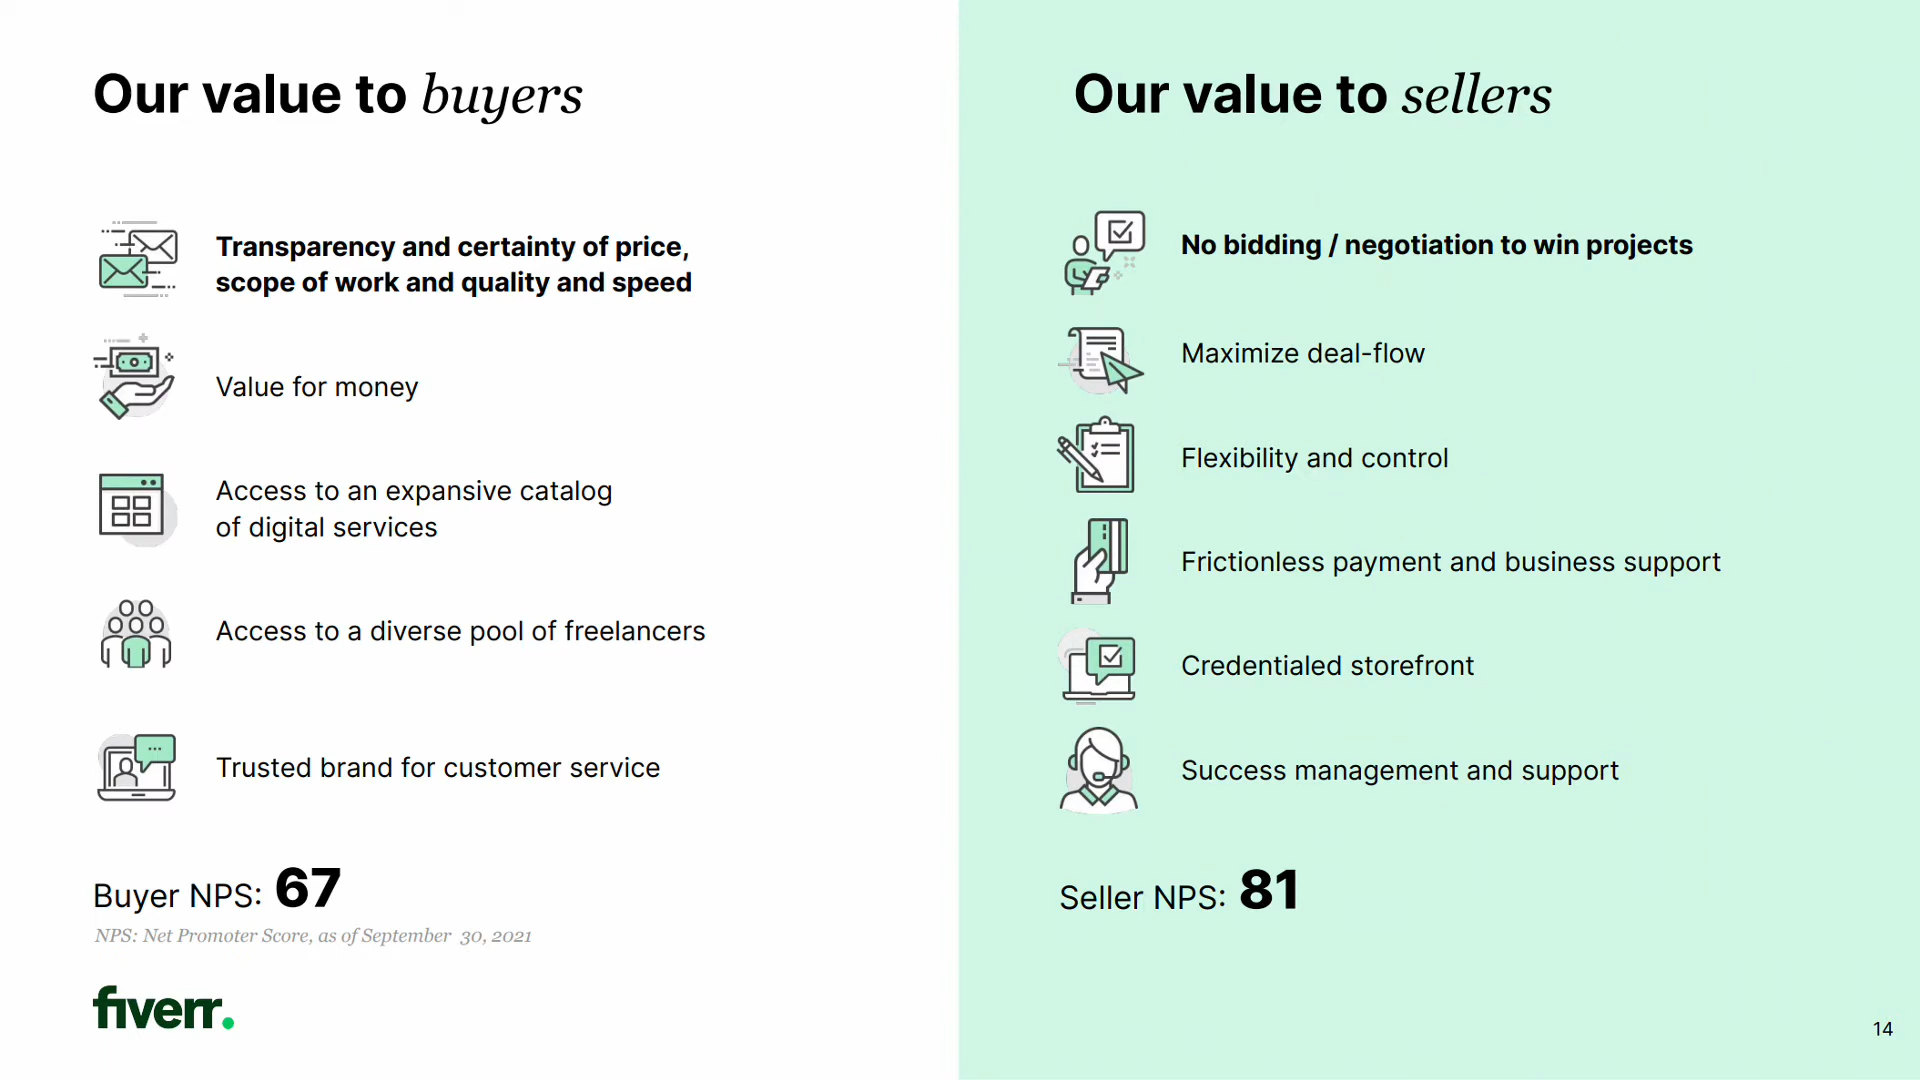 Our value to buyers
Transparency and certainty of price,
scope of work and quality and speed
Value for money
Access to an expansive catalog
of digital services
Access to a diverse pool of freelancers
Trusted brand for customer service
Buyer NPS: 67
NPS: Net Promoter Score, as of September 30, 2021
fiverr.
Our value to sellers
No bidding / negotiation to win projects
Maximize deal-flow
Flexibility and control
Frictionless payment and business support
Credentialed storefront
Success management and support
Seller NPS: 81
14